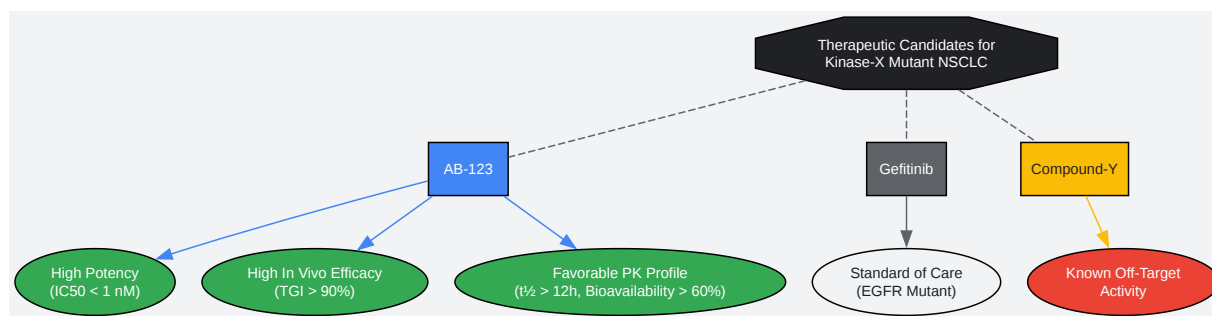 Therapeutic Candidates for
Kinase-X Mutant NSCLC
AB-123
Gefitinib
Compound-Y
High Potency
(IC50 < 1 nM)
High In Vivo Efficacy
(TGI > 90%)
Favorable PK Profile
(t½ > 12h, Bioavailability > 60%)
Standard of Care
(EGFR Mutant)
Known Off-Target
Activity